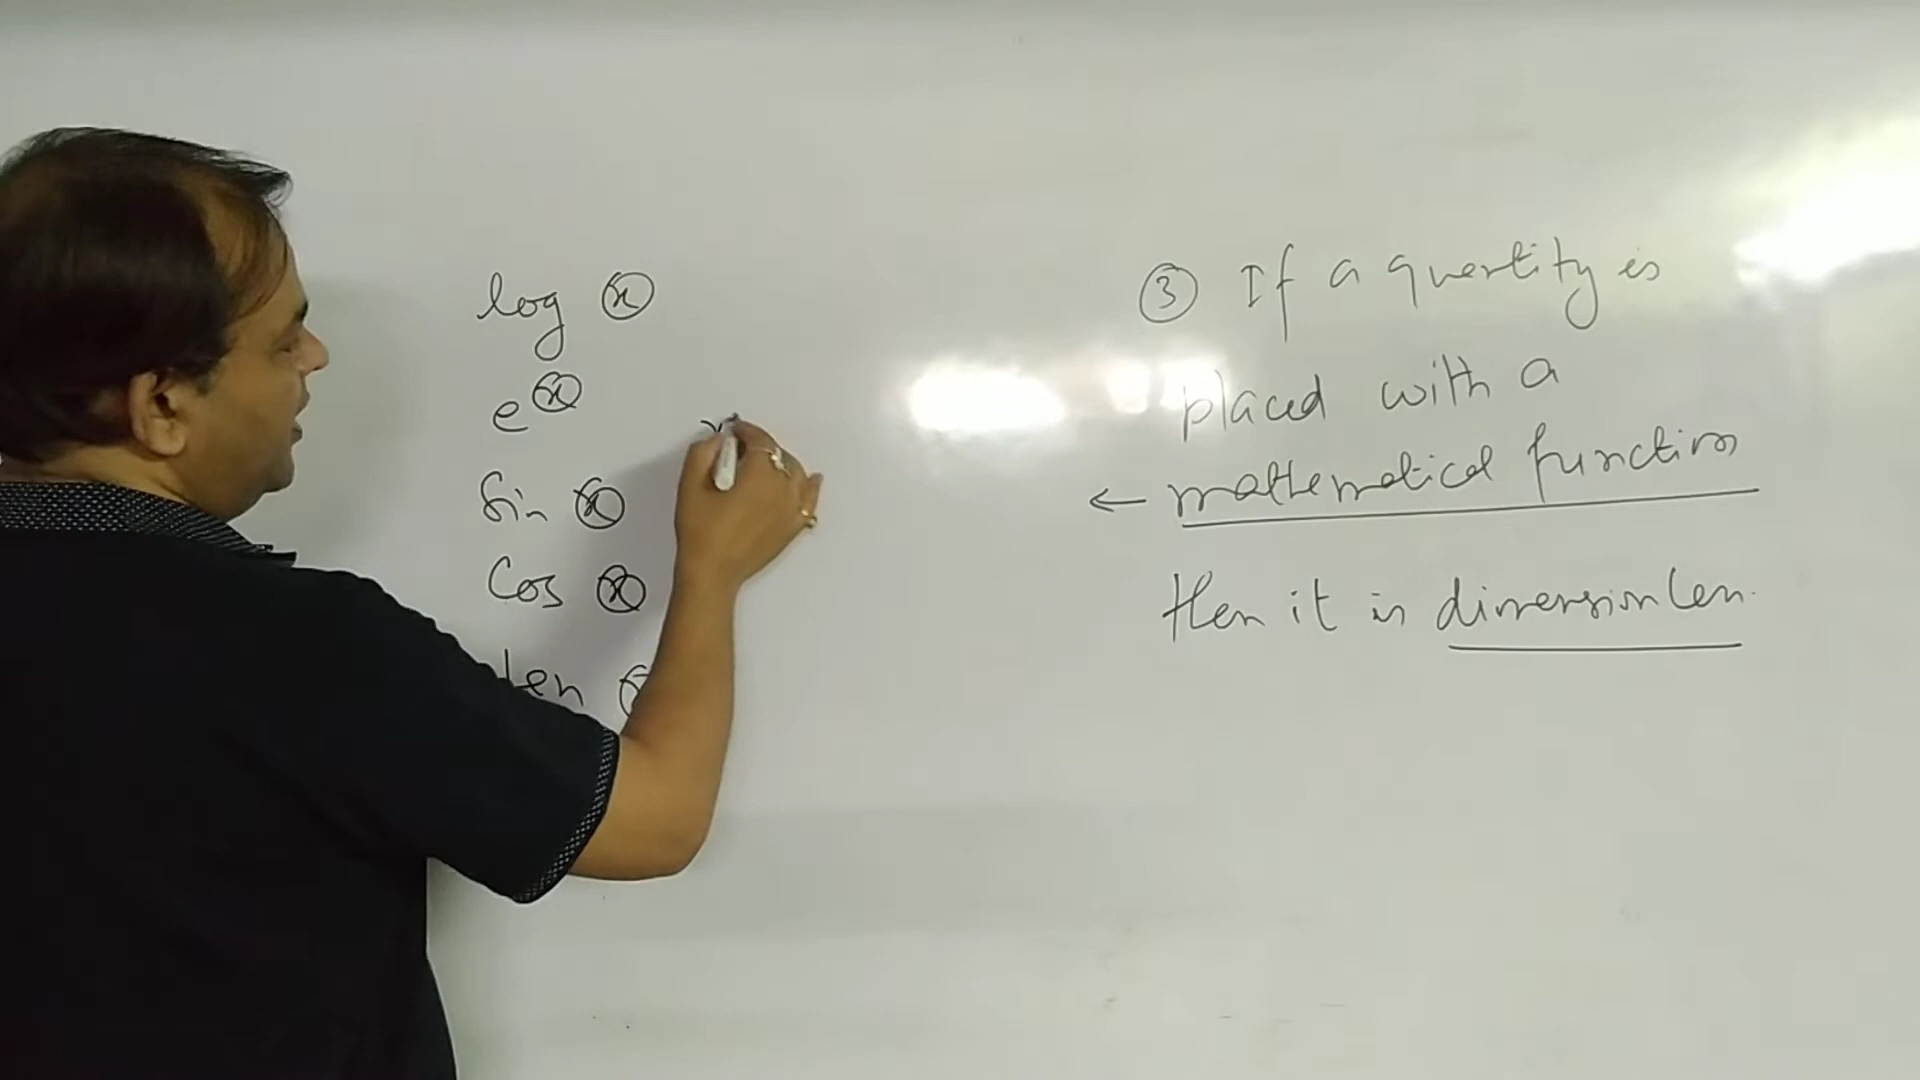 log x
e^x
Sin x
Cos x
tan
③ If a quantity is
placed with a
← mathematical function
then it is dimensionless.